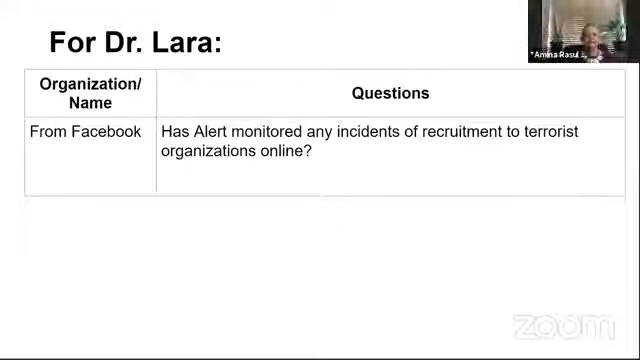 For Dr. Lara:
Organization/
Name
Questions
From Facebook
Has Alert monitored any incidents of recruitment to terrorist
organizations online?
Amina Rasul
zoom